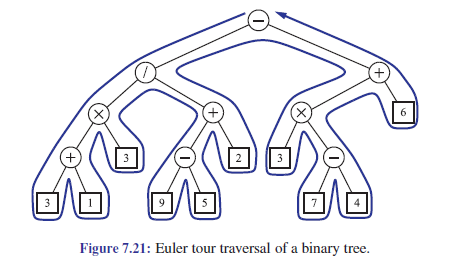 −
/ +
× + × 6
+ 3 − 2 3 −
3 1 9 5 7 4
Figure 7.21: Euler tour traversal of a binary tree.